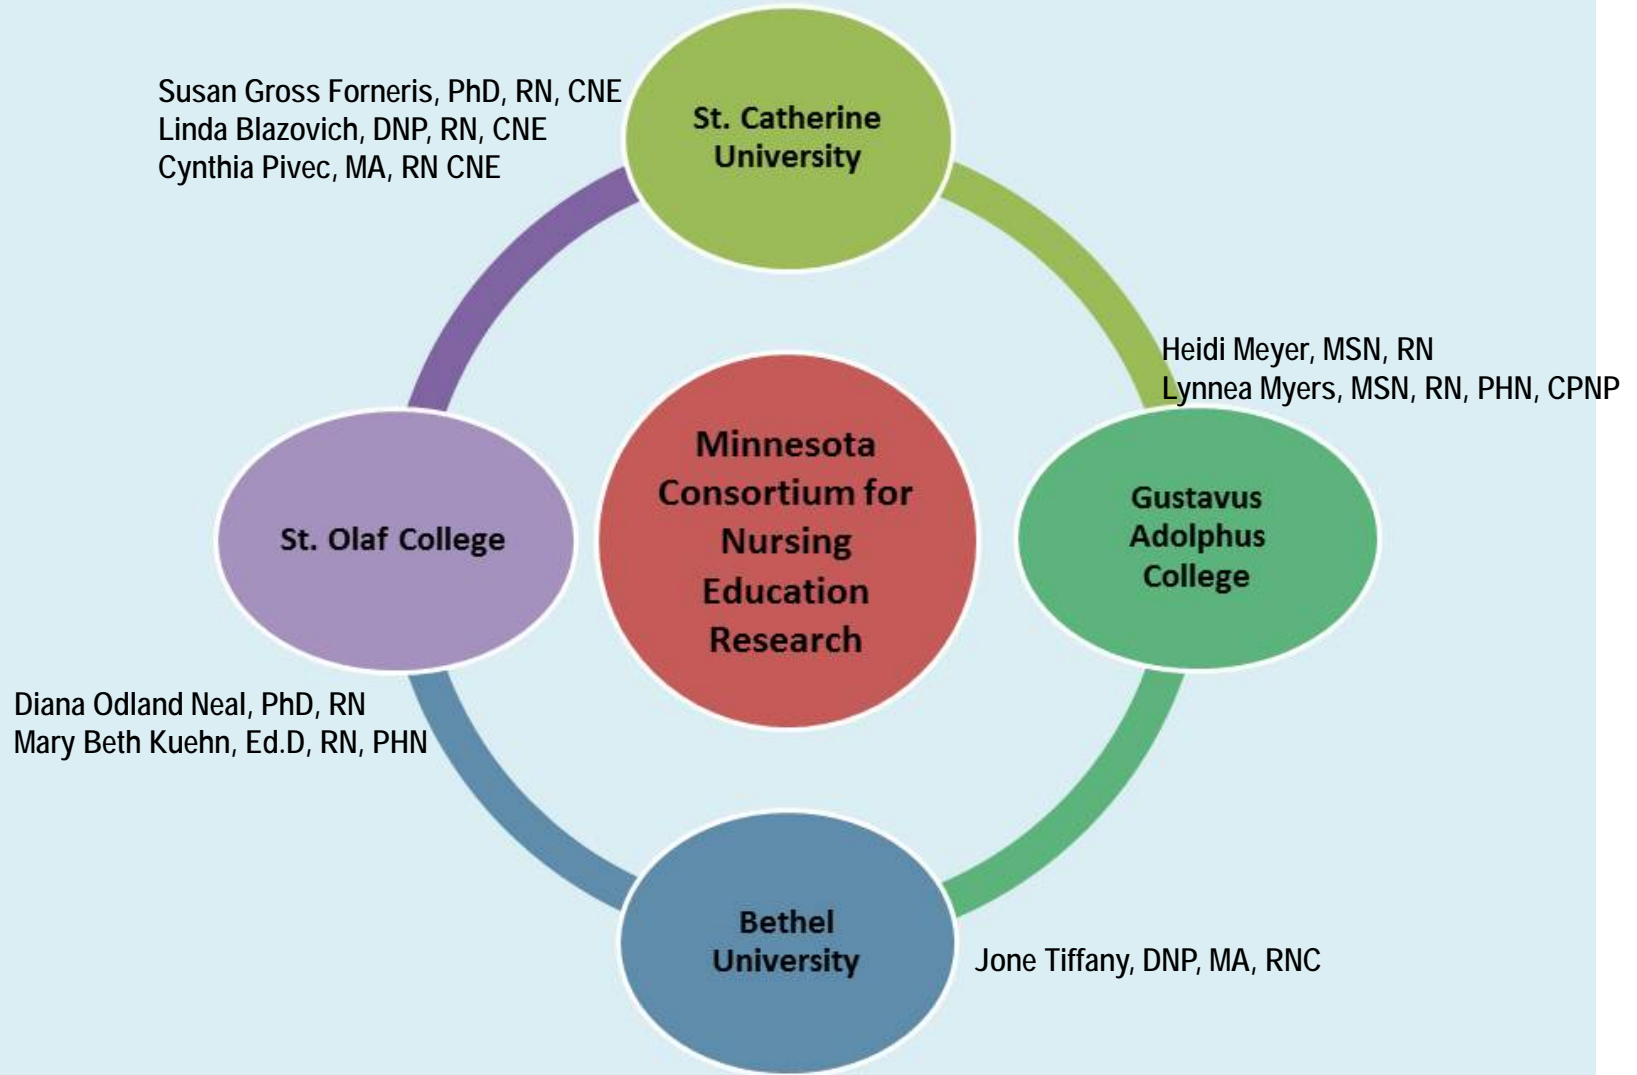 Susan Gross Forneris, PhD, RN, CNE
Linda Blazovich, DNP, RN, CNE
Cynthia Pivec, MA, RN CNE
St. Catherine
University
Heidi Meyer, MSN, RN
Lynnea Myers, MSN, RN, PHN, CPNP
Minnesota
Consortium for
Nursing
Education
Research
St. Olaf College
Gustavus
Adolphus
College
Diana Odland Neal, PhD, RN
Mary Beth Kuehn, Ed.D, RN, PHN
Bethel
University
Jone Tiffany, DNP, MA, RNC